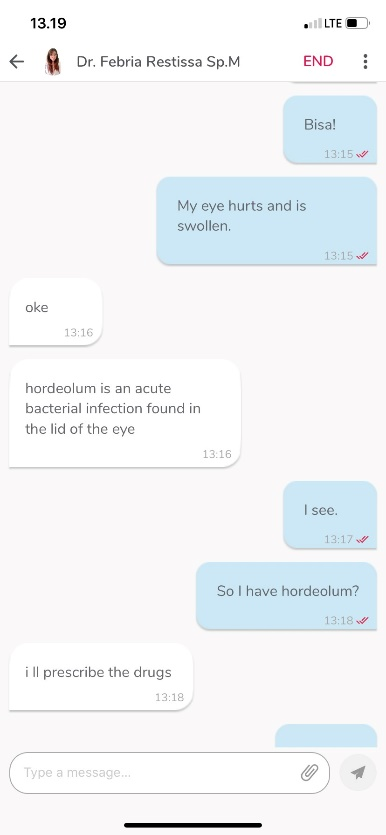 13.19
LTE
Dr. Febria Restissa Sp.M
END
Bisa!
13:15
My eye hurts and is
swollen.
13:15
oke
13:16
hordeolum is an acute
bacterial infection found in
the lid of the eye
13:16
I see.
13:17
So I have hordeolum?
13:18
i ll prescribe the drugs
13:18
Type a message...